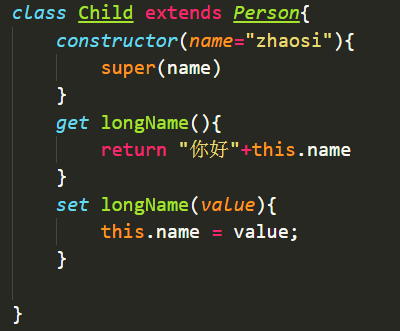 class Child extends Person{
    constructor(name="zhaosi"){
        super(name)
    }
    get longName(){
        return "你好"+this.name
    }
    set longName(value){
        this.name = value;
    }
}